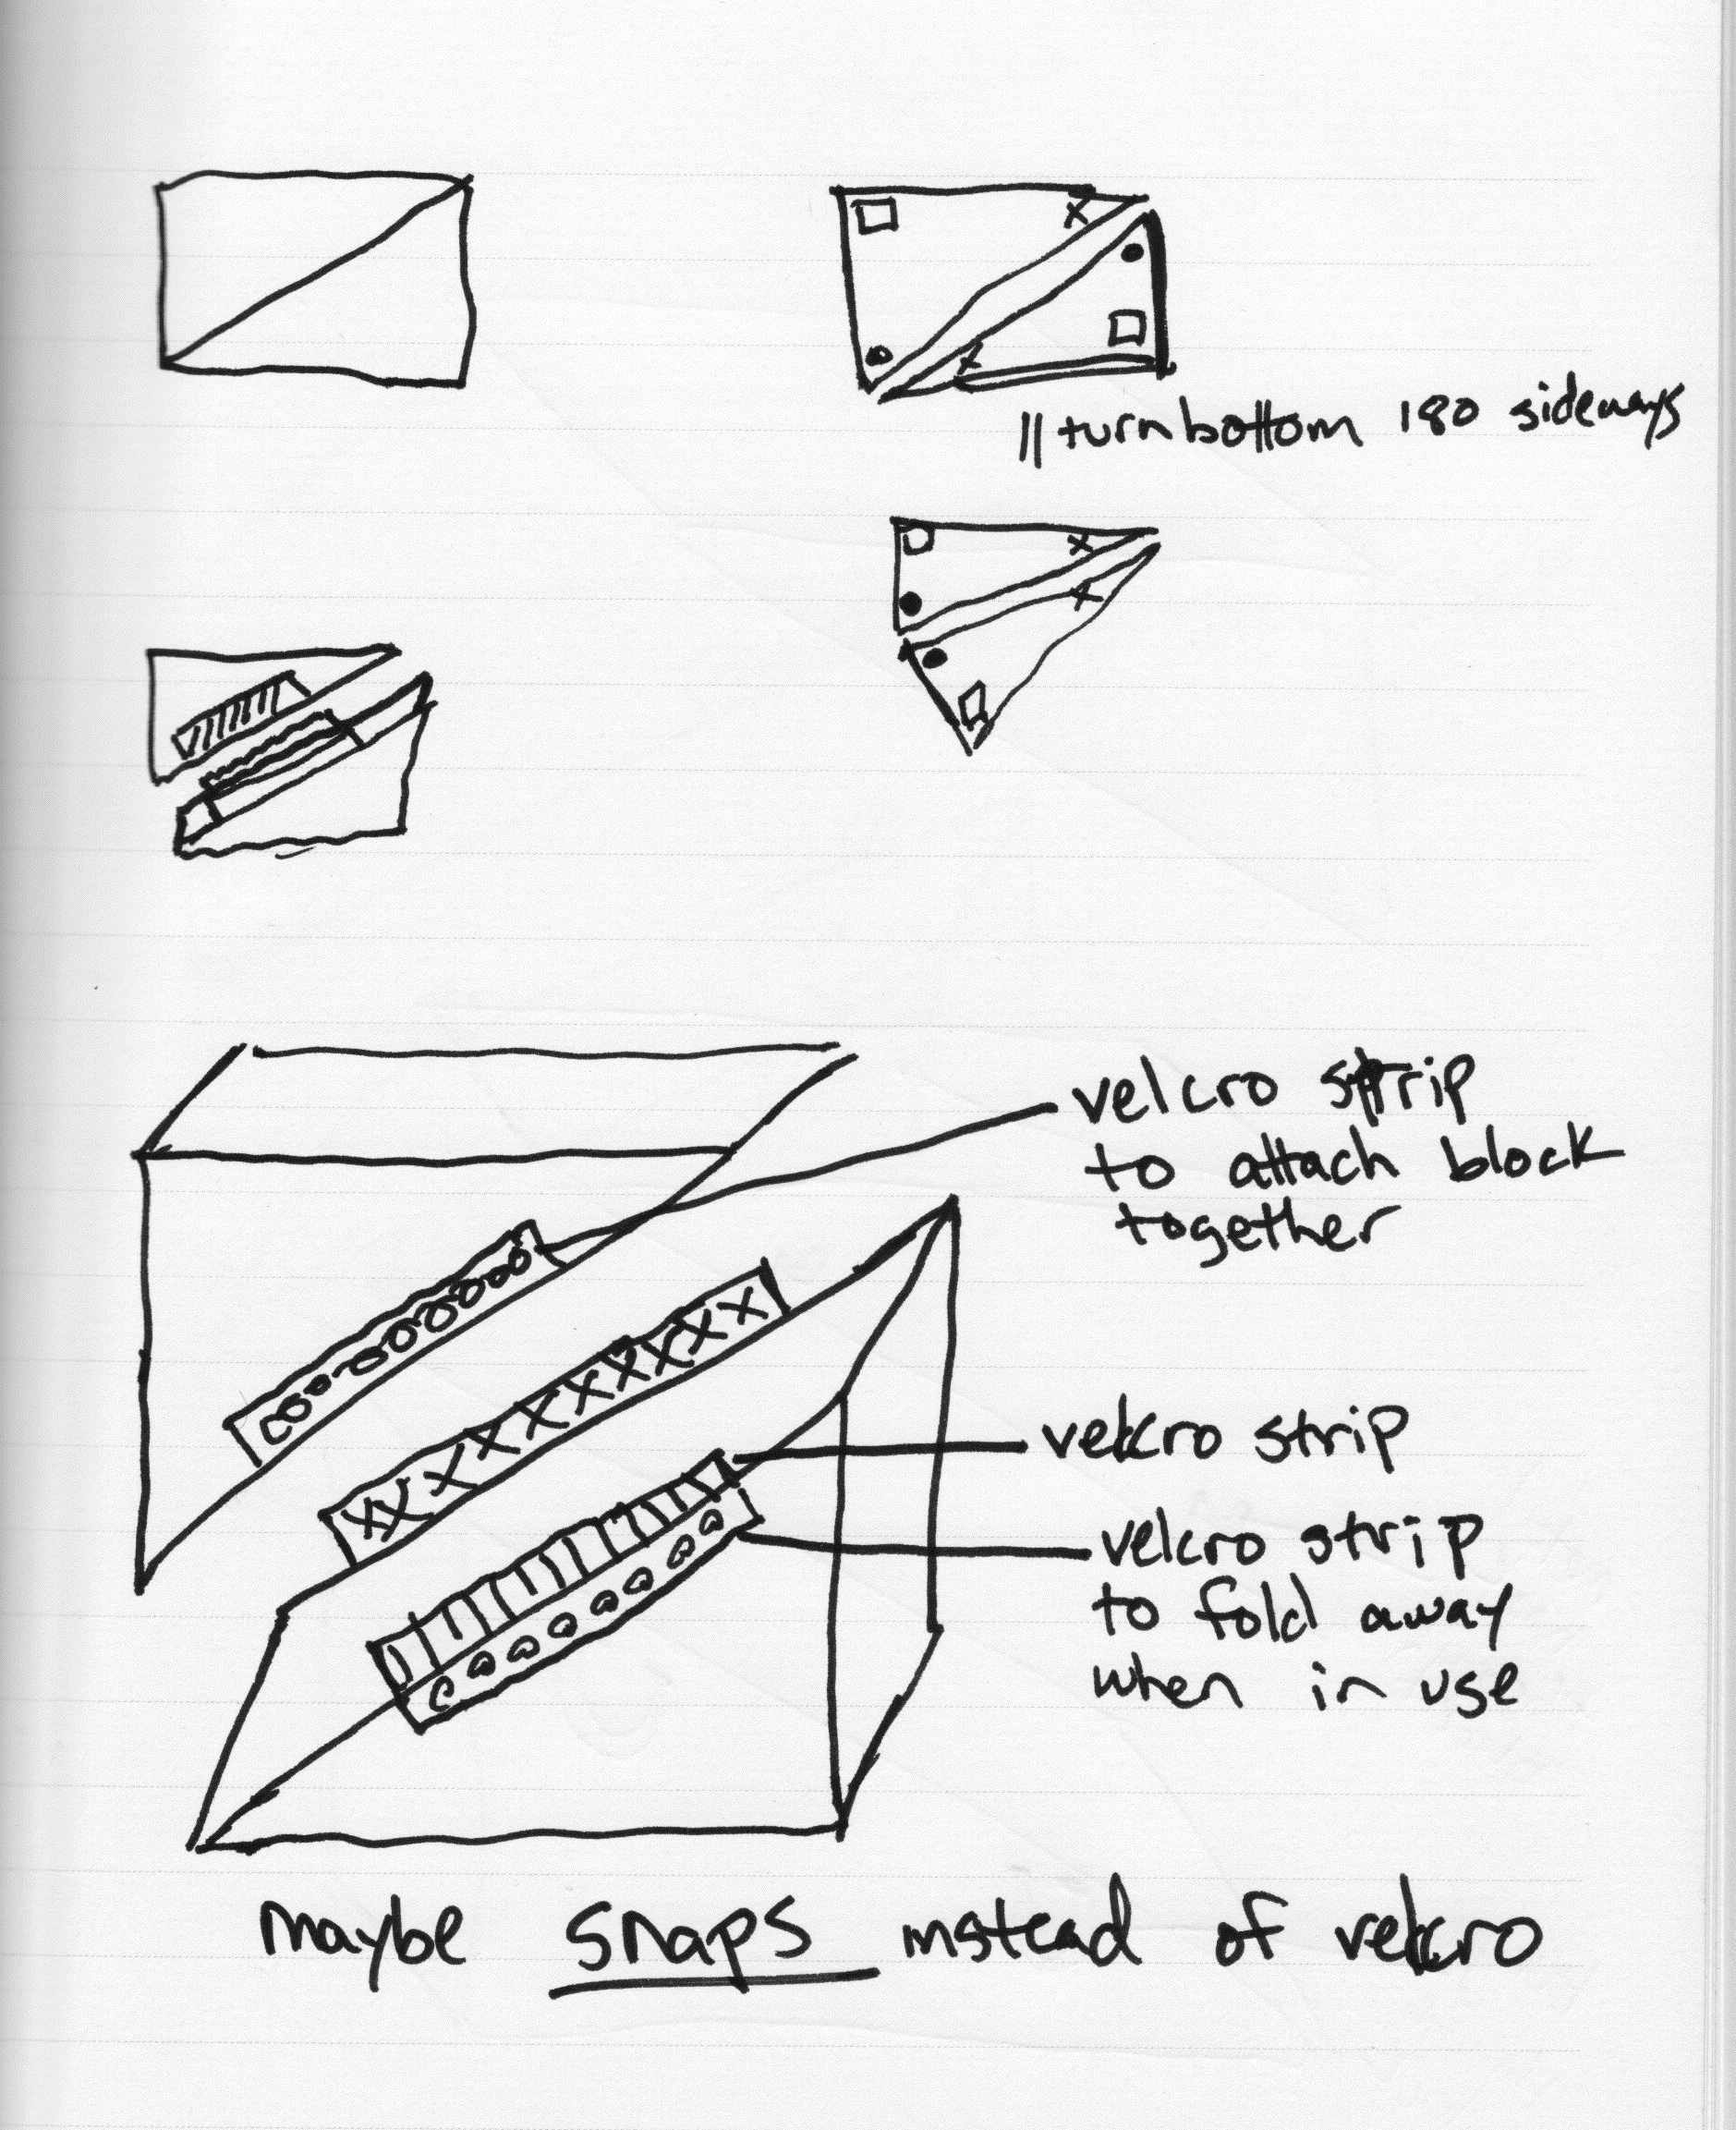 // turn bottom 180 sideways
velcro strip
to attach block
together
velcro strip
velcro strip
to fold away
when in use
maybe snaps instead of velcro